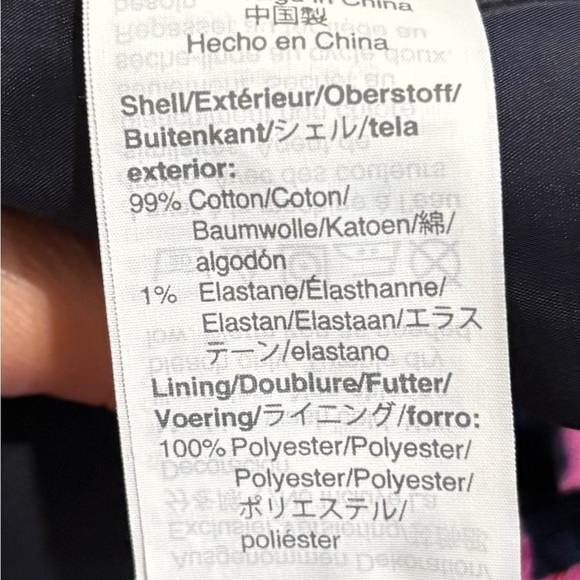 in China
中国製
Hecho en China
Shell/Extérieur/Oberstoff/
Buitenkant/シェル/tela
exterior:
99% Cotton/Coton/
Baumwolle/Katoen/綿/
algodón
1% Elastane/Élasthanne/
Elastan/Elastaan/エラス
テーン/elastano
Lining/Doublure/Futter/
Voering/ライニング/forro:
100% Polyester/Polyester/
Polyester/Polyester/
ポリエステル/
poliéster